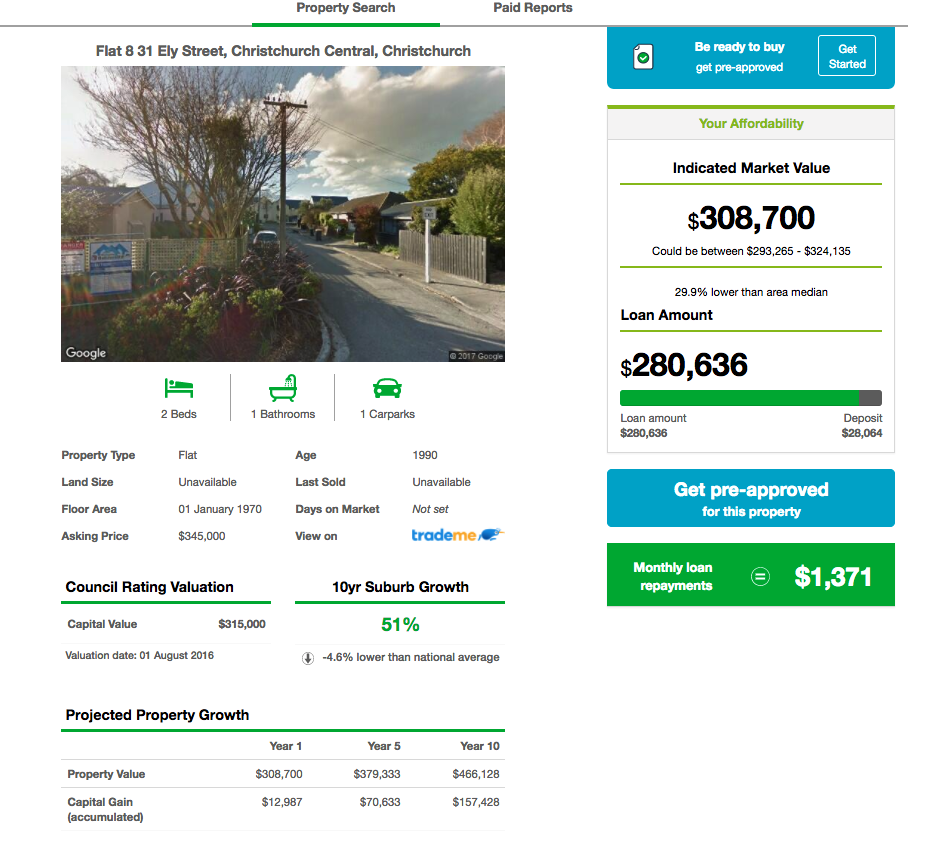 Property Search
Paid Reports
Flat 8 31 Ely Street, Christchurch Central, Christchurch
Google
© 2017 Google
2 Beds
1 Bathrooms
1 Carparks
Property Type Flat Age 1990
Land Size Unavailable Last Sold Unavailable
Floor Area 01 January 1970 Days on Market Not set
Asking Price $345,000 View on trademe
Council Rating Valuation
Capital Value $315,000
Valuation date: 01 August 2016
10yr Suburb Growth
51%
-4.6% lower than national average
Projected Property Growth
Year 1 Year 5 Year 10
Property Value $308,700 $379,333 $466,128
Capital Gain $12,987 $70,633 $157,428
(accumulated)
Be ready to buy
get pre-approved
Get
Started
Your Affordability
Indicated Market Value
$308,700
Could be between $293,265 - $324,135
29.9% lower than area median
Loan Amount
$280,636
Loan amount Deposit
$280,636 $28,064
Get pre-approved
for this property
Monthly loan
repayments
= $1,371